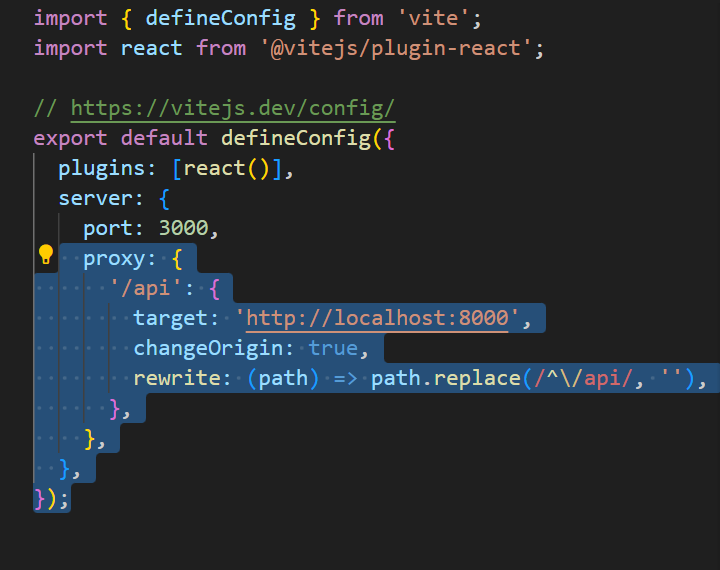 import { defineConfig } from 'vite';
import react from '@vitejs/plugin-react';
// https://vitejs.dev/config/
export default defineConfig({
plugins: [react()],
server: {
port: 3000,
proxy: {
'/api': {
target: 'http://localhost:8000',
changeOrigin: true,
rewrite: (path) => path.replace(/^\/api/, ''),
},
},
},
});